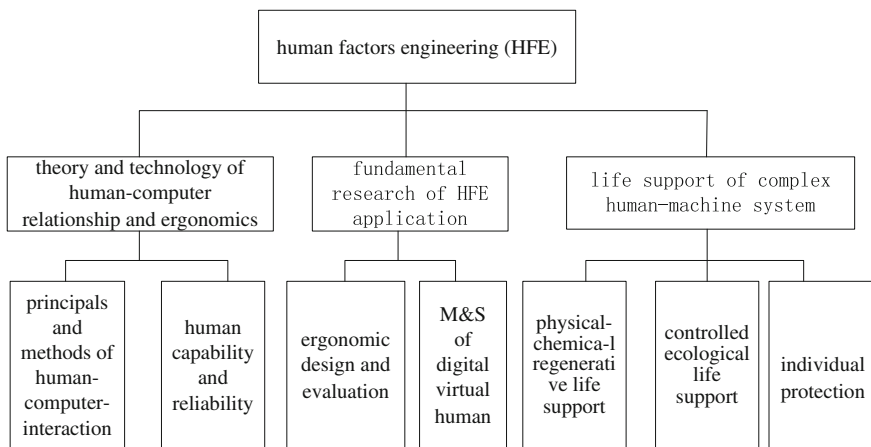 human factors engineering (HFE)
theory and technology of
human-computer
relationship and ergonomics
fundamental
research of HFE
application
life support of complex
human-machine system
principals
and
methods of
human-
computer-
interaction
human
capability
and
reliability
ergonomic
design and
evaluation
M&S
of
digital
virtual
human
physical-
chemica-l
regenerati
ve life
support
controlled
ecological
life
support
individual
protection